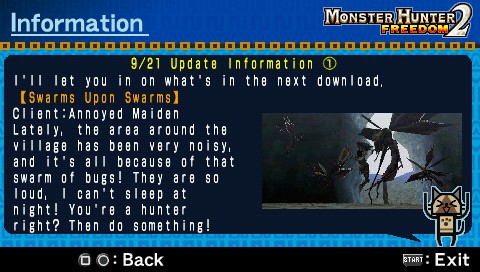 Information
MONSTER HUNTER
FREEDOM 2
9/21 Update Information ①
I'll let you in on what's in the next download,
【Swarms Upon Swarms】
Client:Annoyed Maiden
Lately, the area around the
village has been very noisy,
and it's all because of that
swarm of bugs! They are so
loud, I can't sleep at
night! You're a hunter
right? Then do something!
□ ○: Back
START: Exit